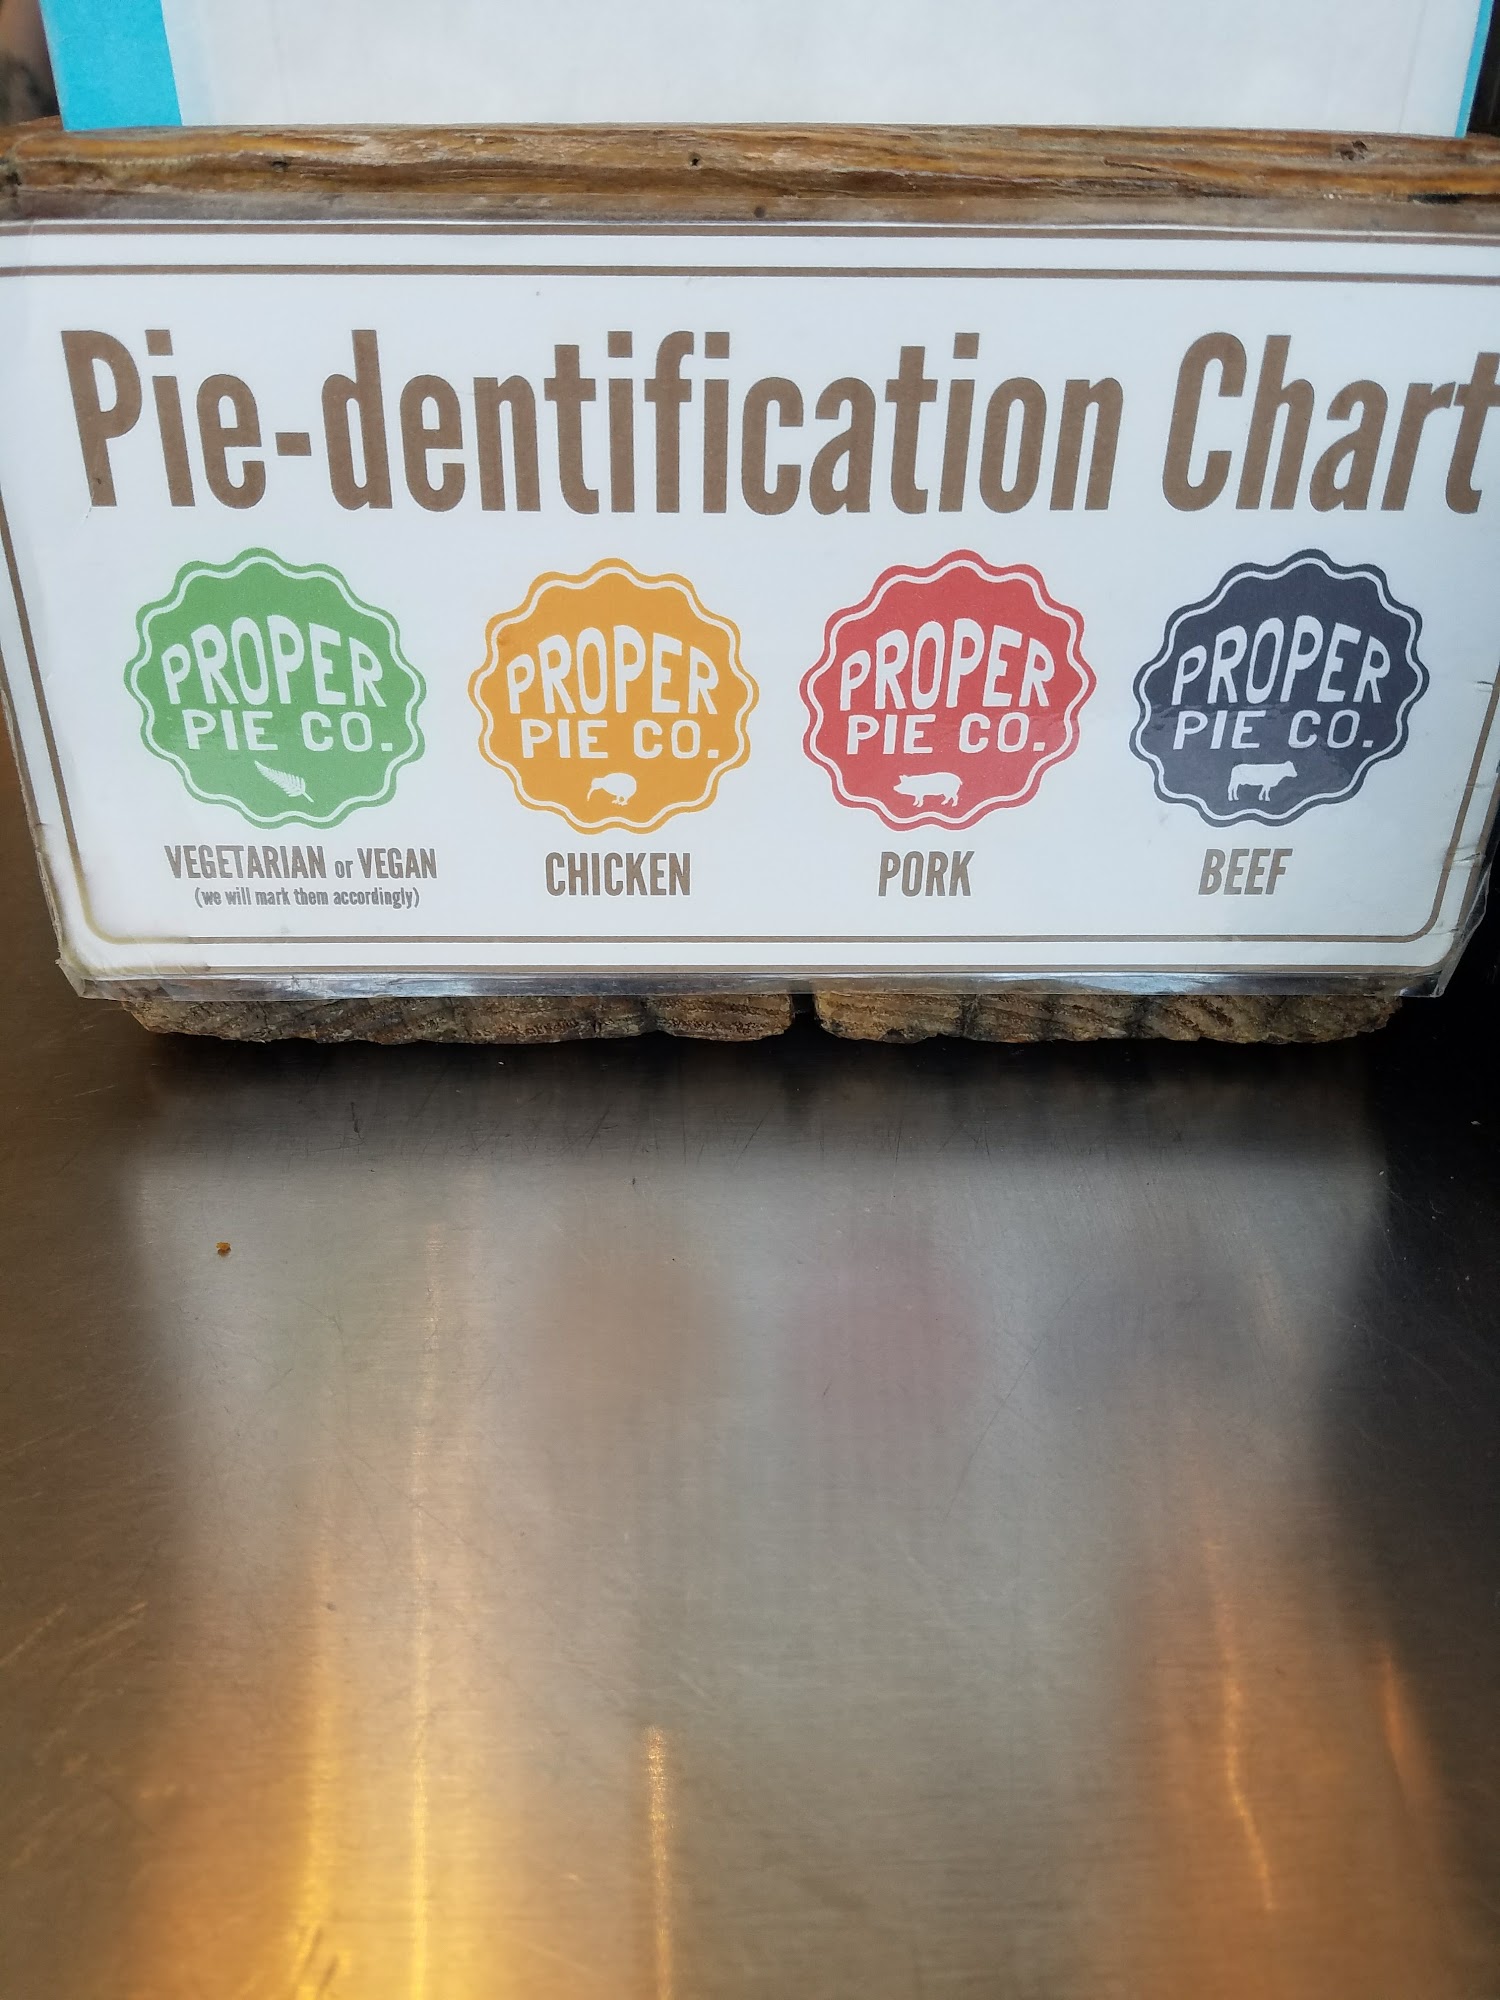 Pie-dentification Chart
PROPER
PIE CO.
VEGETARIAN or VEGAN
(we will mark them accordingly)
PROPER
PIE CO.
CHICKEN
PROPER
PIE CO.
PORK
PROPER
PIE CO.
BEEF